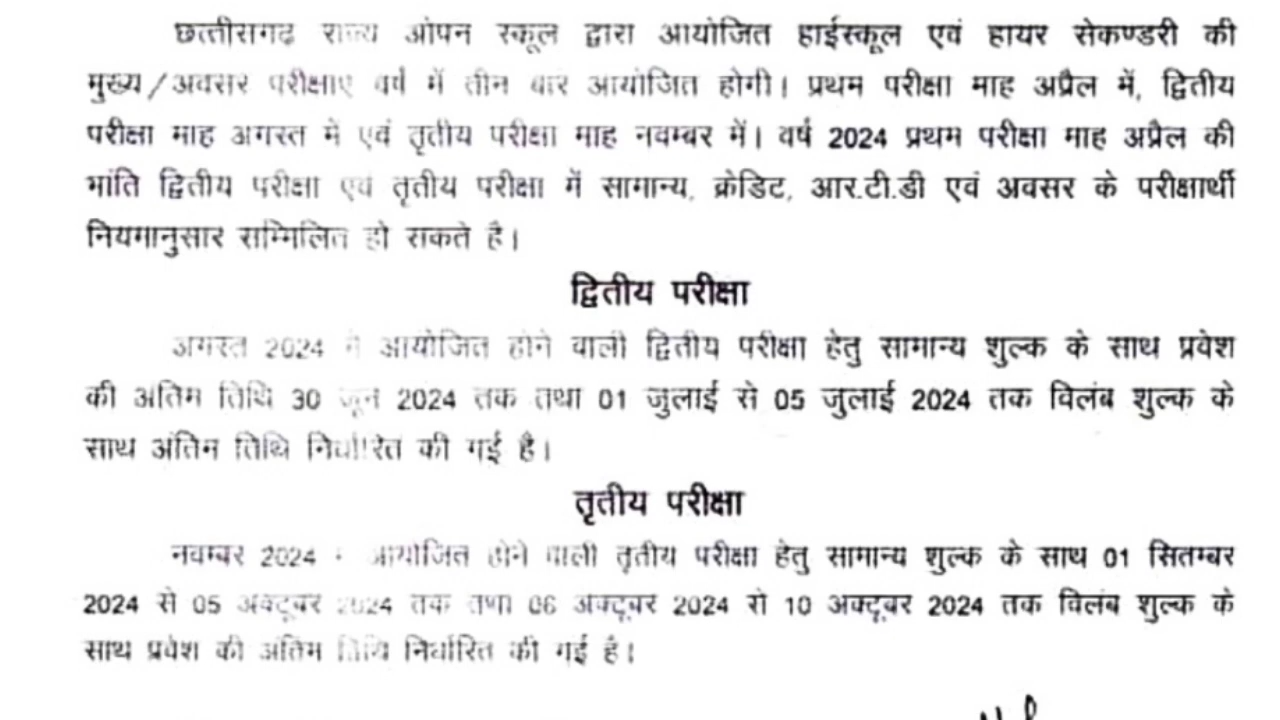 छत्तीसगढ़ राज्य ओपन स्कूल द्वारा आयोजित हाईस्कूल एवं हायर सेकण्डरी की
मुख्य/अवसर परीक्षाए वर्ष में तीन बार आयोजित होगी। प्रथम परीक्षा माह अप्रैल में, द्वितीय
परीक्षा माह अगस्त में एवं तृतीय परीक्षा माह नवम्बर में। वर्ष 2024 प्रथम परीक्षा माह अप्रैल की
भांति द्वितीय परीक्षा एवं तृतीय परीक्षा में सामान्य, क्रेडिट, आर.टी.डी एवं अवसर के परीक्षार्थी
नियमानुसार सम्मिलित हो सकते है।
द्वितीय परीक्षा
अगस्त 2024 में आयोजित होने वाली द्वितीय परीक्षा हेतु सामान्य शुल्क के साथ प्रवेश
की अंतिम तिथि 30 जून 2024 तक तथा 01 जुलाई से 05 जुलाई 2024 तक विलंब शुल्क के
साथ अंतिम तिथि निर्धारित की गई है।
तृतीय परीक्षा
नवम्बर 2024 में आयोजित होने वाली तृतीय परीक्षा हेतु सामान्य शुल्क के साथ 01 सितम्बर
2024 से 05 अक्टूबर 2024 तक तथा 06 अक्टूबर 2024 से 10 अक्टूबर 2024 तक विलंब शुल्क के
साथ प्रवेश की अंतिम तिथि निर्धारित की गई है।